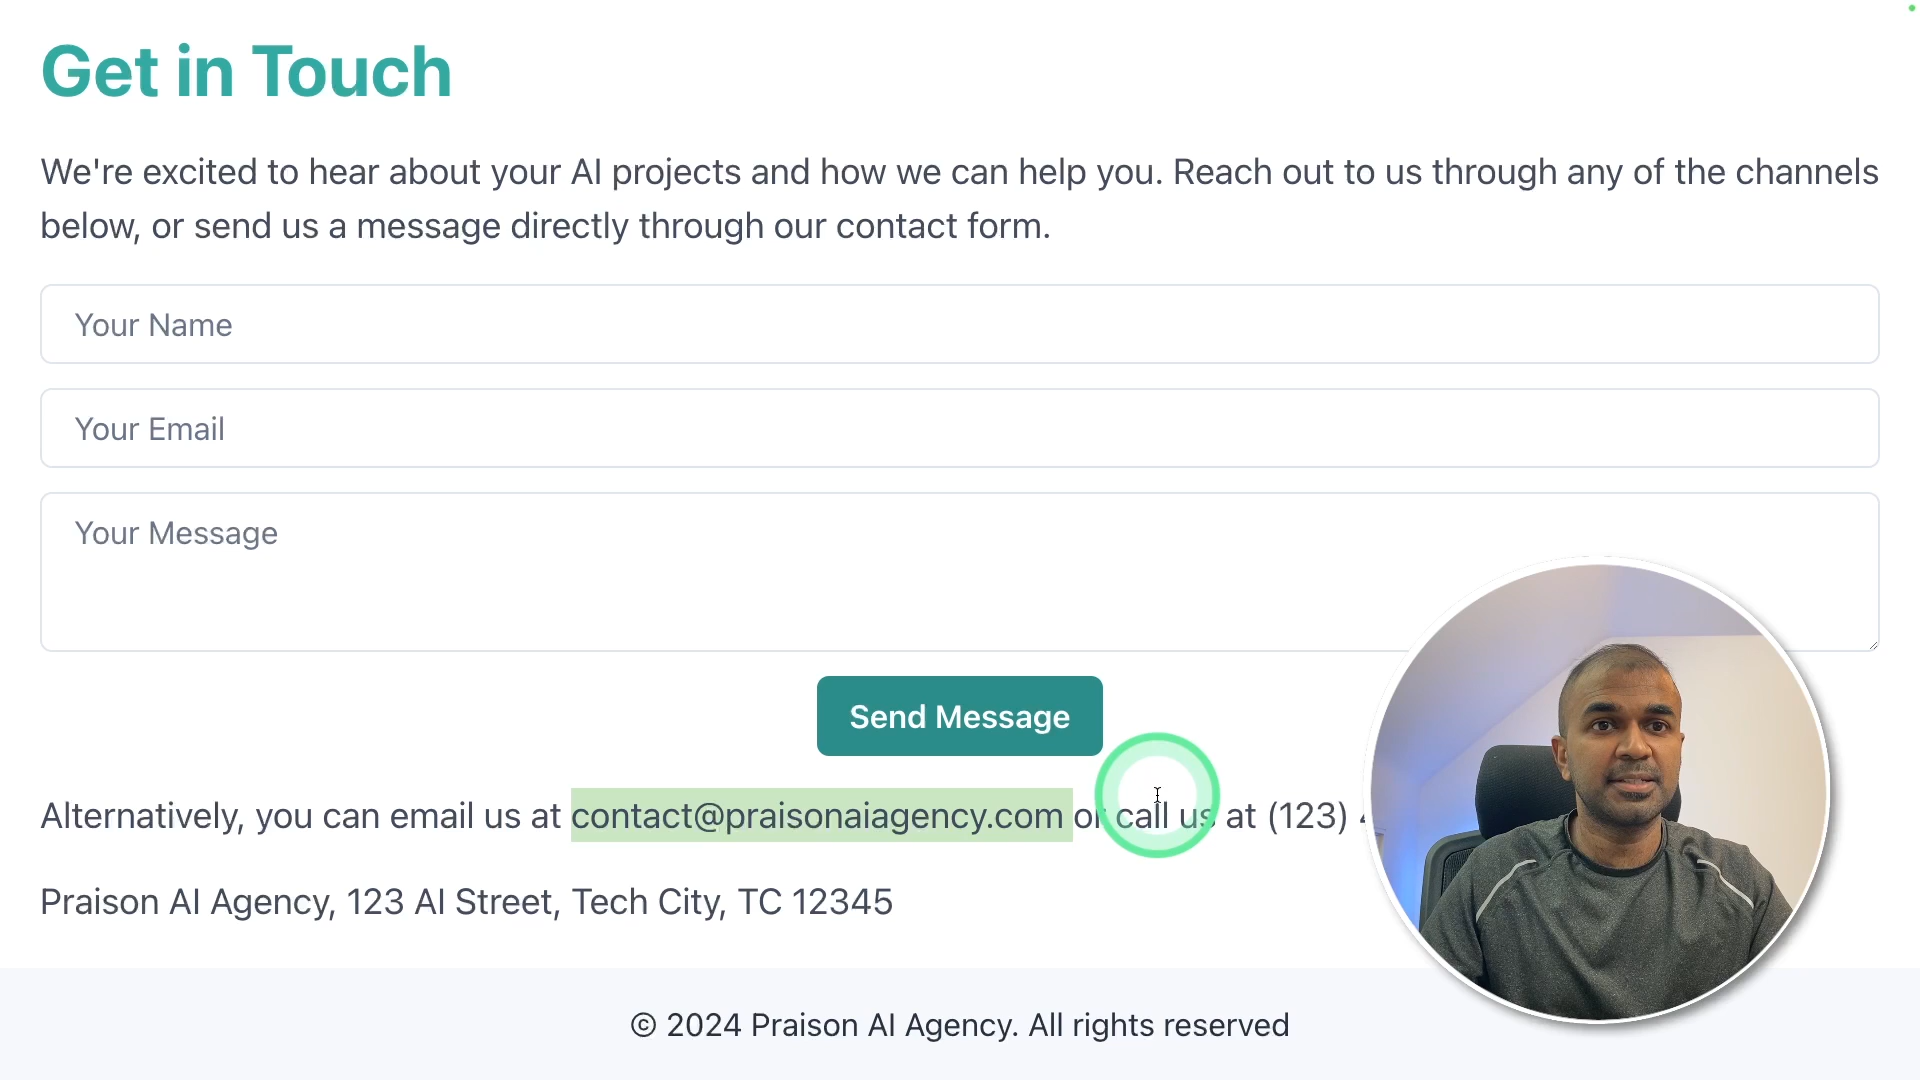 Get in Touch
We're excited to hear about your AI projects and how we can help you. Reach out to us through any of the channels
below, or send us a message directly through our contact form.
Your Name
Your Email
Your Message
Send Message
Alternatively, you can email us at contact@praisonaiagency.com or call us at (123)
Praison AI Agency, 123 AI Street, Tech City, TC 12345
© 2024 Praison AI Agency. All rights reserved